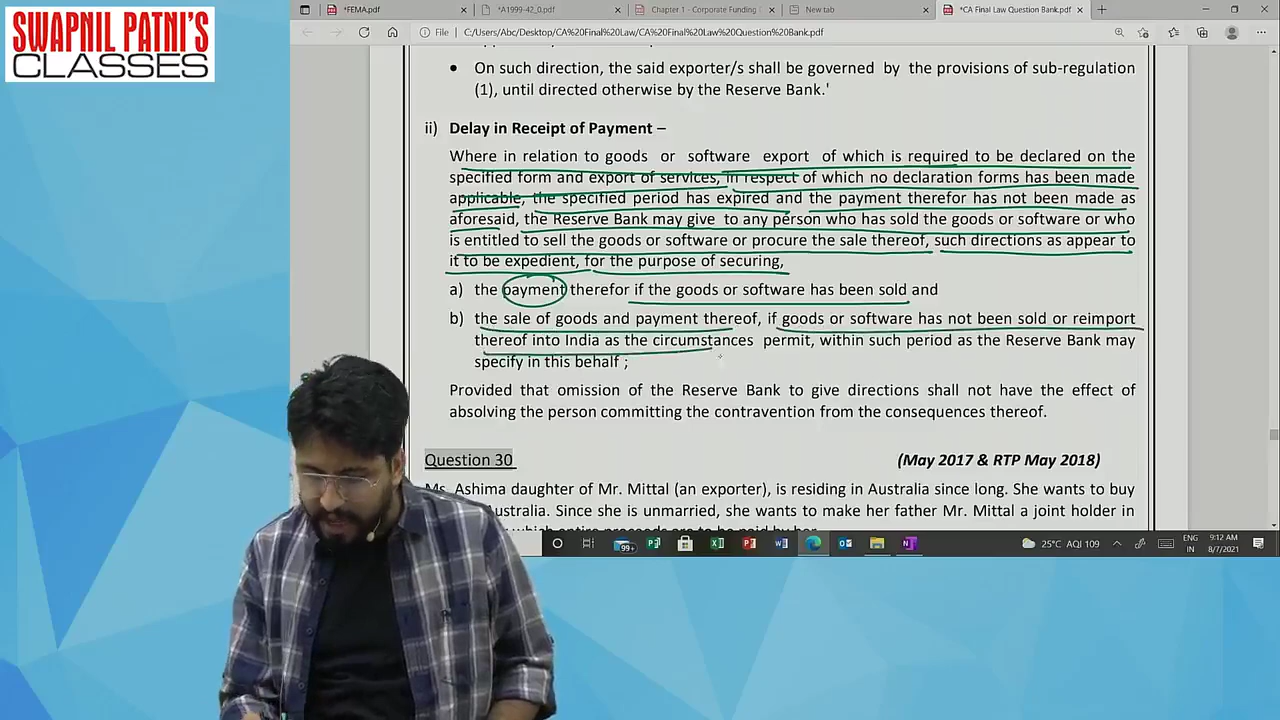 SWAPNIL PATNI'S
CLASSES
*FEMA.pdf
*A1999-42_0.pdf
Chapter 1 - Corporate Funding
New tab
*CA Final Law Question Bank.pdf
File
C:/Users/Abc/Desktop/CA%20Final%20Law/CA%20Final%20Law%20Question%20Bank.pdf
• On such direction, the said exporter/s shall be governed by the provisions of sub-regulation
(1), until directed otherwise by the Reserve Bank.'
ii) Delay in Receipt of Payment –
Where in relation to goods or software export of which is required to be declared on the
specified form and export of services, in respect of which no declaration forms has been made
applicable, the specified period has expired and the payment therefor has not been made as
aforesaid, the Reserve Bank may give to any person who has sold the goods or software or who
is entitled to sell the goods or software or procure the sale thereof, such directions as appear to
it to be expedient, for the purpose of securing,
a) the payment therefor if the goods or software has been sold and
b) the sale of goods and payment thereof, if goods or software has not been sold or reimport
thereof into India as the circumstances permit, within such period as the Reserve Bank may
specify in this behalf ;
Provided that omission of the Reserve Bank to give directions shall not have the effect of
absolving the person committing the contravention from the consequences thereof.
Question 30
(May 2017 & RTP May 2018)
Ms. Ashima daughter of Mr. Mittal (an exporter), is residing in Australia since long. She wants to buy
Australia. Since she is unmarried, she wants to make her father Mr. Mittal a joint holder in
which entire proceeds are to be paid by her
99+
25°C AQI 109
ENG
IN
9:12 AM
8/7/2021